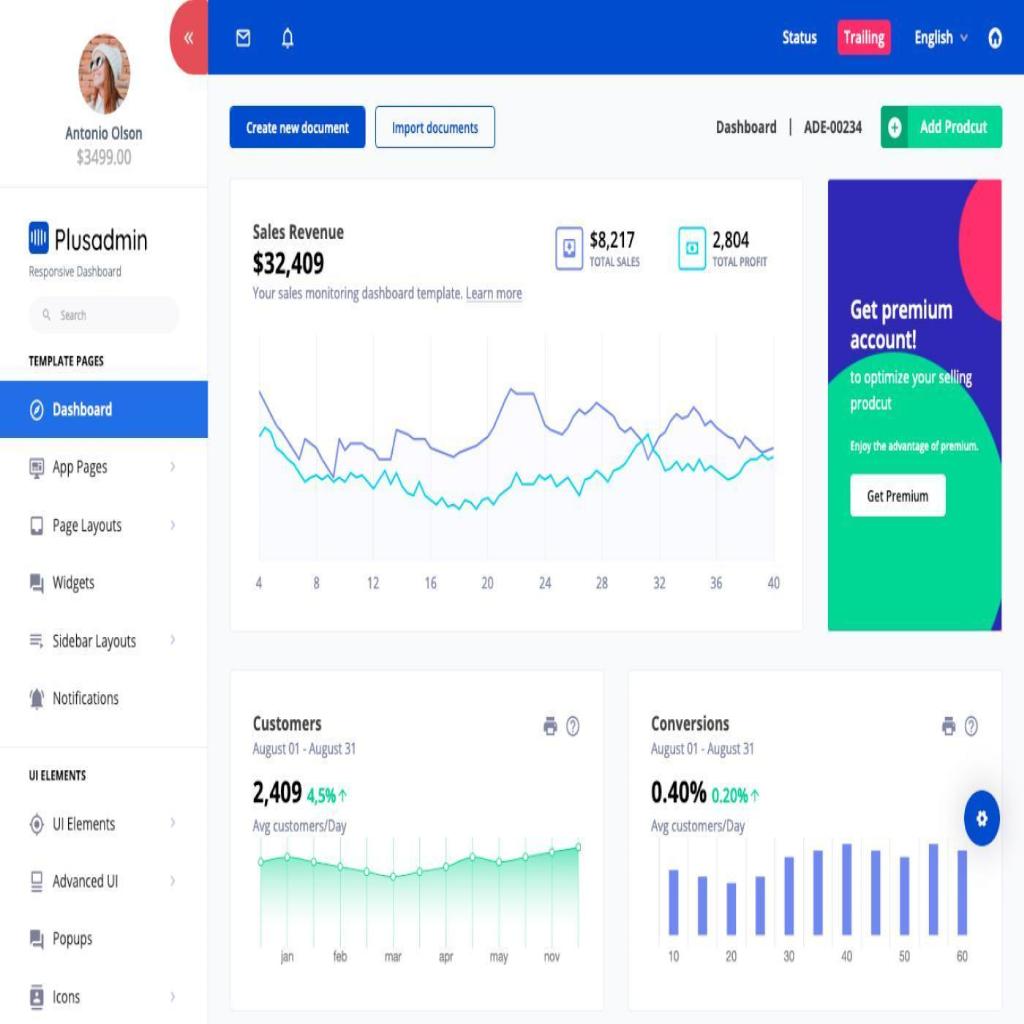 «
Status
Trailing
English
Antonio Olson
$3499.00
Create new document
Import documents
Dashboard | ADE-00234
Add Prodcut
Plusadmin
Responsive Dashboard
Search
TEMPLATE PAGES
Dashboard
App Pages
Page Layouts
Widgets
Sidebar Layouts
Notifications
UI ELEMENTS
UI Elements
Advanced UI
Popups
Icons
Sales Revenue
$32,409
Your sales monitoring dashboard template. Learn more
$8,217
TOTAL SALES
2,804
TOTAL PROFIT
4 8 12 16 20 24 28 32 36 40
Get premium
account!
to optimize your selling
prodcut
Enjoy the advantage of premium.
Get Premium
Customers
August 01 - August 31
2,409 4,5%↑
Avg customers/Day
jan feb mar apr may nov
Conversions
August 01 - August 31
0.40% 0.20%↑
Avg customers/Day
10 20 30 40 50 60